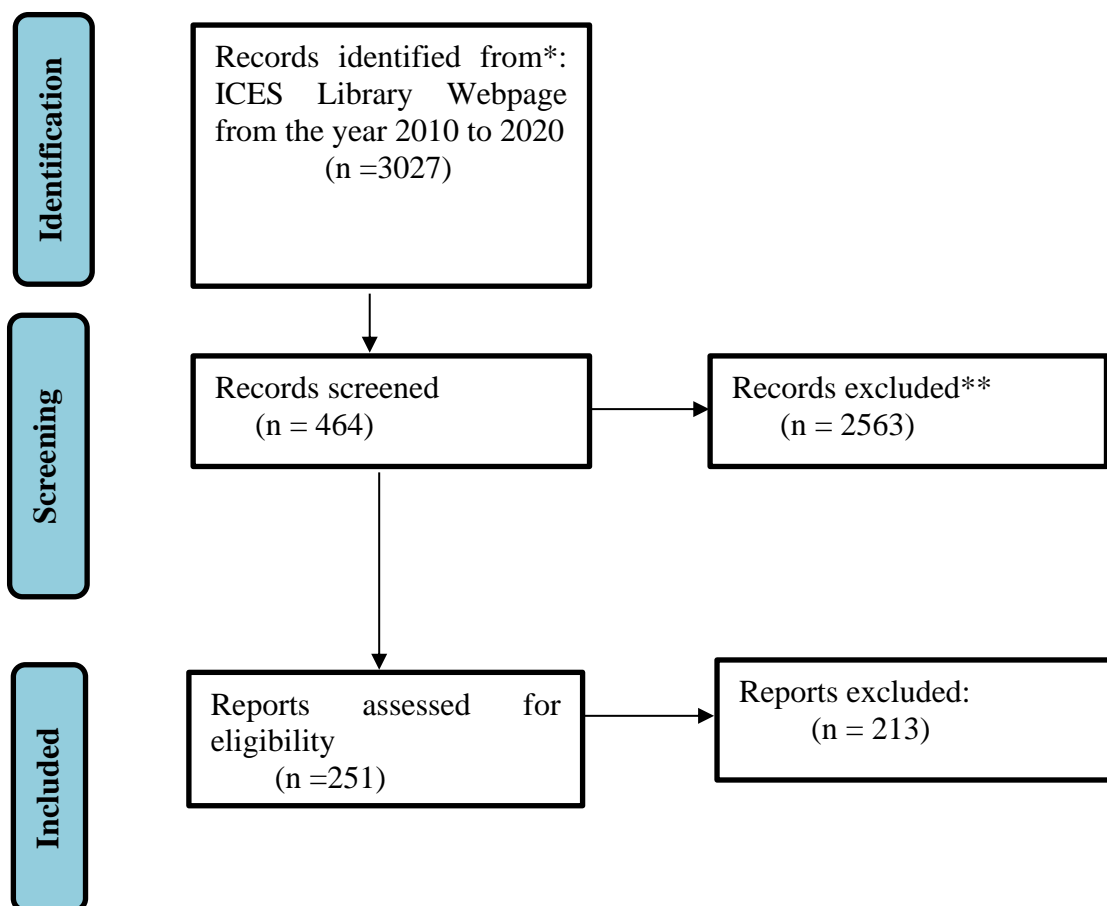 Identification
Records identified from*:
ICES Library Webpage
from the year 2010 to 2020
(n =3027)
Screening
Records screened
(n = 464)
Records excluded**
(n = 2563)
Included
Reports assessed for
eligibility
(n =251)
Reports excluded:
(n = 213)